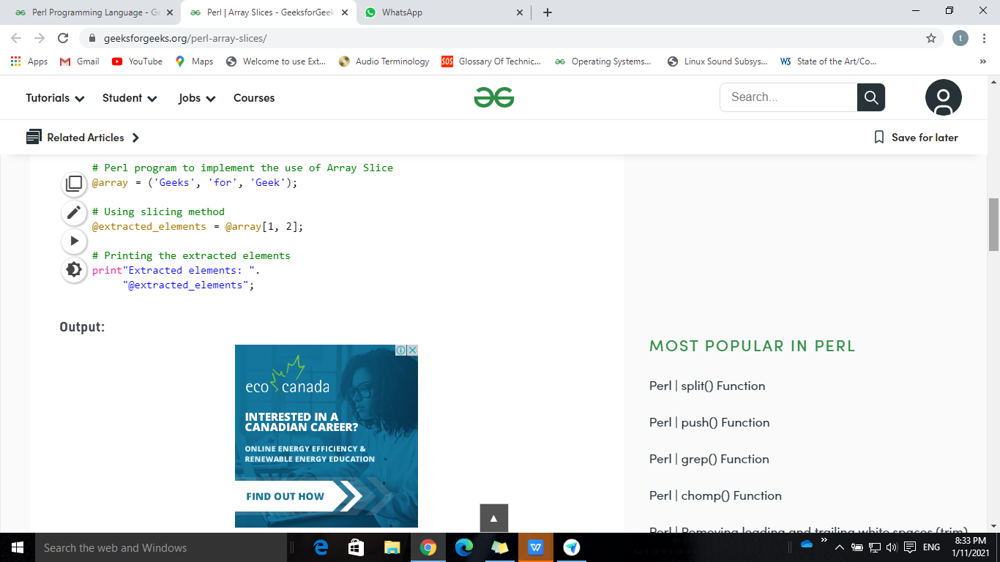 Perl Programming Language - Ge
Perl | Array Slices - GeeksforGeek
WhatsApp
geeksforgeeks.org/perl-array-slices/
t
Apps
Gmail
YouTube
Maps
Welcome to use Ext...
Audio Terminology
SOS
Glossary Of Technic...
Operating Systems...
Linux Sound Subsys...
W3
State of the Art/Co...
Tutorials
Student
Jobs
Courses
Search...
Related Articles
Save for later
# Perl program to implement the use of Array Slice
@array = ('Geeks', 'for', 'Geek');
# Using slicing method
@extracted_elements = @array[1, 2];
# Printing the extracted elements
print"Extracted elements: ".
"@extracted_elements";
Output:
eco canada
INTERESTED IN A
CANADIAN CAREER?
ONLINE ENERGY EFFICIENCY &
RENEWABLE ENERGY EDUCATION
FIND OUT HOW
MOST POPULAR IN PERL
Perl | split() Function
Perl | push() Function
Perl | grep() Function
Perl | chomp() Function
Perl | Removing leading and trailing white spaces (trim)
Search the web and Windows
ENG
8:33 PM
1/11/2021